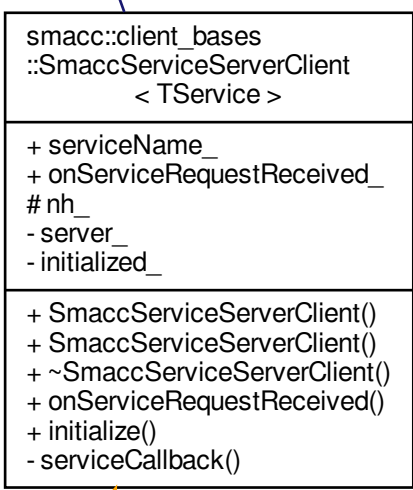 smacc::client_bases
::SmaccServiceServerClient
< TService >
+ serviceName_
+ onServiceRequestReceived_
# nh_
- server_
- initialized_
+ SmaccServiceServerClient()
+ SmaccServiceServerClient()
+ ~SmaccServiceServerClient()
+ onServiceRequestReceived()
+ initialize()
- serviceCallback()